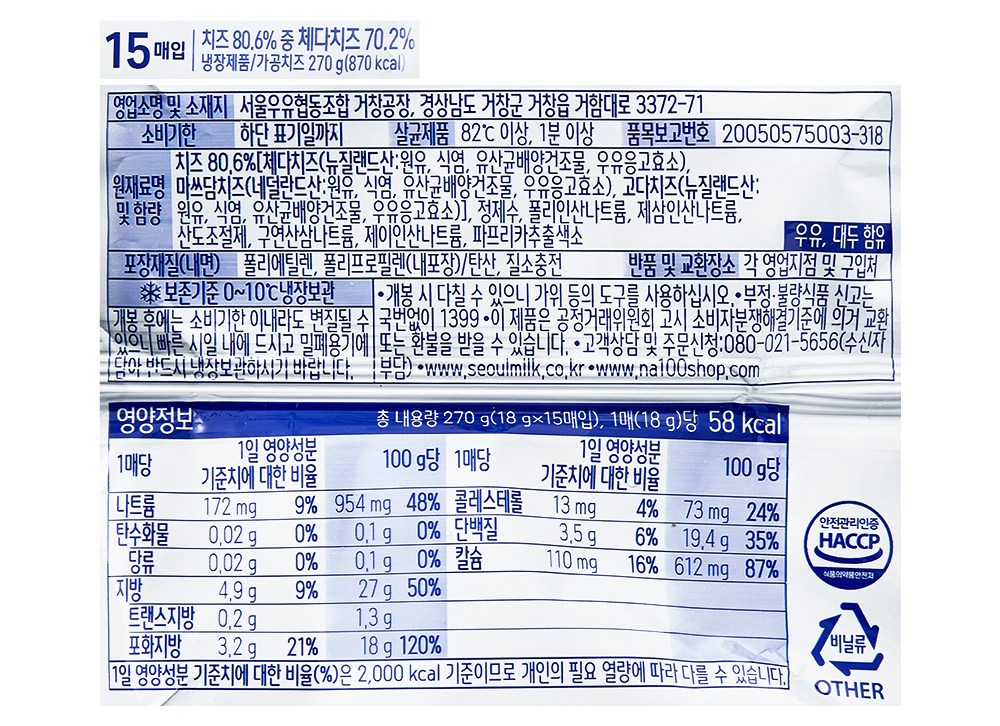 15매입 | 치즈 80.6% 중 체다치즈 70.2%
냉장제품/가공치즈 270 g(870 kcal)
영업소명 및 소재지 서울우유협동조합 거창공장, 경상남도 거창군 거창읍 거함대로 3372-71
소비기한 하단 표기일까지 살균제품 82℃ 이상, 1분 이상 품목보고번호 20050575003-318
원재료명 및 함량 치즈 80.6%[체다치즈(뉴질랜드산:원유, 식염, 유산균배양건조물, 우유응고효소),
마쓰담치즈(네덜란드산:원유, 식염, 유산균배양건조물, 우유응고효소), 고다치즈(뉴질랜드산:
원유, 식염, 유산균배양건조물, 우유응고효소)], 정제수, 폴리인산나트륨, 제삼인산나트륨,
산도조절제, 구연산삼나트륨, 제이인산나트륨, 파프리카추출색소
우유, 대두 함유
포장재질(내면) 폴리에틸렌, 폴리프로필렌(내포장)/탄산, 질소충전 반품 및 교환장소 각 영업지점 및 구입처
보존기준 0~10℃ 냉장보관
개봉 후에는 소비기한 이내라도 변질될 수
있으니 빠른 시일 내에 드시고 밀폐용기에
담아 반드시 냉장보관하시기 바랍니다.
•개봉 시 다칠 수 있으니 가위 등의 도구를 사용하십시오. •부정·불량식품 신고는
국번없이 1399 •이 제품은 공정거래위원회 고시 소비자분쟁해결기준에 의거 교환
또는 환불을 받을 수 있습니다. •고객상담 및 주문신청:080-021-5656(수신자
부담) •www.seoulmilk.co.kr •www.na100shop.com
영양정보 총 내용량 270 g(18 g×15매입), 1매(18 g)당 58 kcal
1매당 1일 영양성분 기준치에 대한 비율 100 g당 1매당 1일 영양성분 기준치에 대한 비율 100 g당
나트륨 172 mg 9% 954 mg 48% 콜레스테롤 13 mg 4% 73 mg 24%
탄수화물 0.02 g 0% 0.1 g 0% 단백질 3.5 g 6% 19.4 g 35%
당류 0.02 g 0% 0.1 g 0% 칼슘 110 mg 16% 612 mg 87%
지방 4.9 g 9% 27 g 50%
트랜스지방 0.2 g 1.3 g
포화지방 3.2 g 21% 18 g 120%
1일 영양성분 기준치에 대한 비율(%)은 2,000 kcal 기준이므로 개인의 필요 열량에 따라 다를 수 있습니다.
안전관리인증
HACCP
식품의약품안전처
비닐류
OTHER